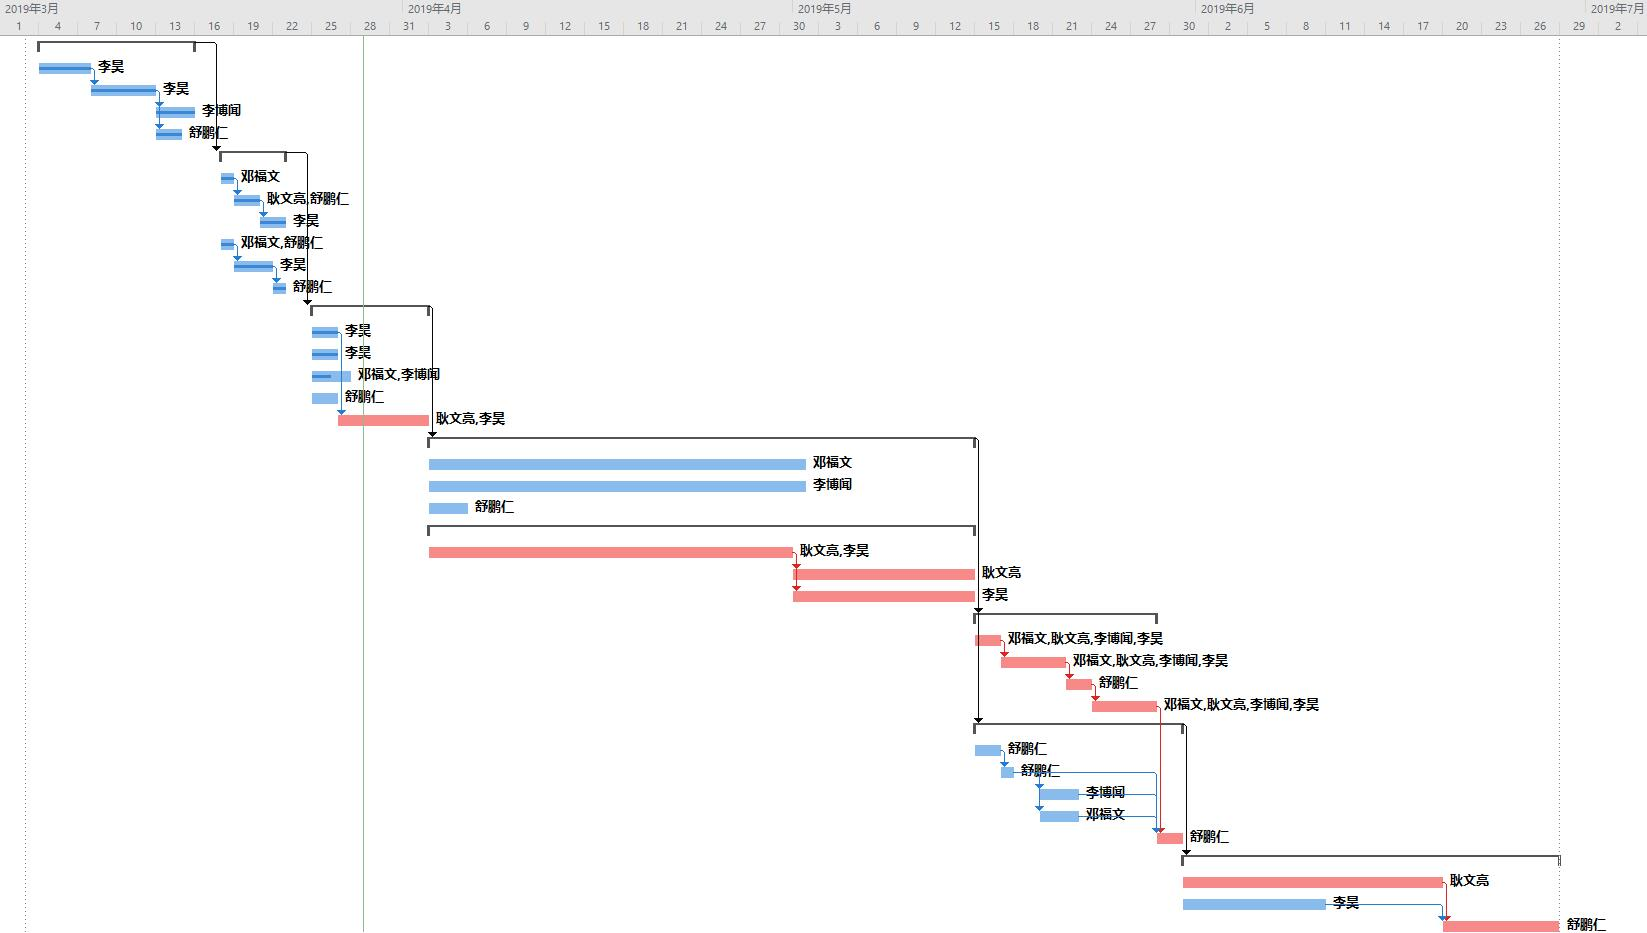 2019年3月 2019年4月 2019年5月 2019年6月 2019年7月
1 4 7 10 13 16 19 22 25 28 31 3 6 9 12 15 18 21 24 27 30 3 6 9 12 15 18 21 24 27 30 2 5 8 11 14 17 20 23 26 29 2
李昊
李昊
李博闻
舒鹏仁
邓福文
耿文亮,舒鹏仁
李昊
邓福文,舒鹏仁
李昊
舒鹏仁
李昊
李昊
邓福文,李博闻
舒鹏仁
耿文亮,李昊
邓福文
李博闻
舒鹏仁
耿文亮,李昊
耿文亮
李昊
邓福文,耿文亮,李博闻,李昊
邓福文,耿文亮,李博闻,李昊
舒鹏仁
邓福文,耿文亮,李博闻,李昊
舒鹏仁
舒鹏仁
李博闻
邓福文
舒鹏仁
耿文亮
李昊
舒鹏仁